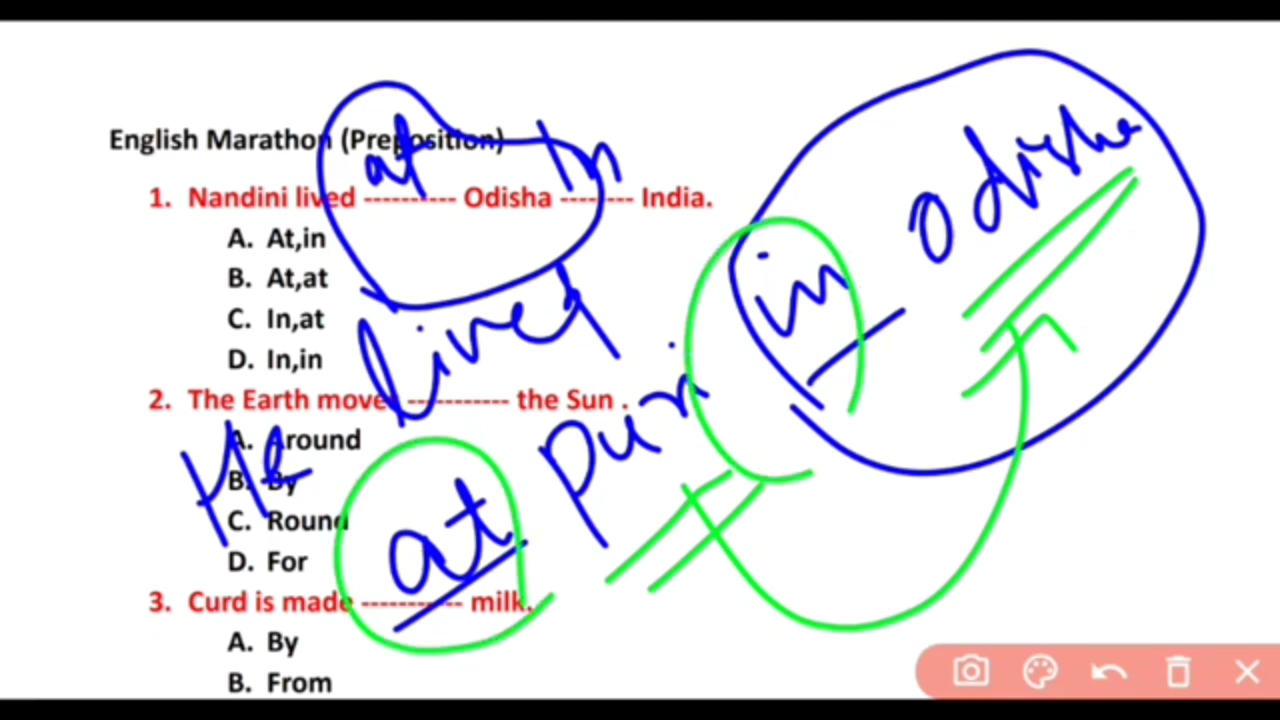 English Marathon (Preposition)
at in
1. Nandini lived ---------- Odisha -------- India.
A. At,in
B. At,at
C. In,at
D. In,in
2. The Earth moves ----------- the Sun .
A. Around
B. By
C. Round
D. For
3. Curd is made ----------- milk.
A. By
B. From
He lived at puri in odisha